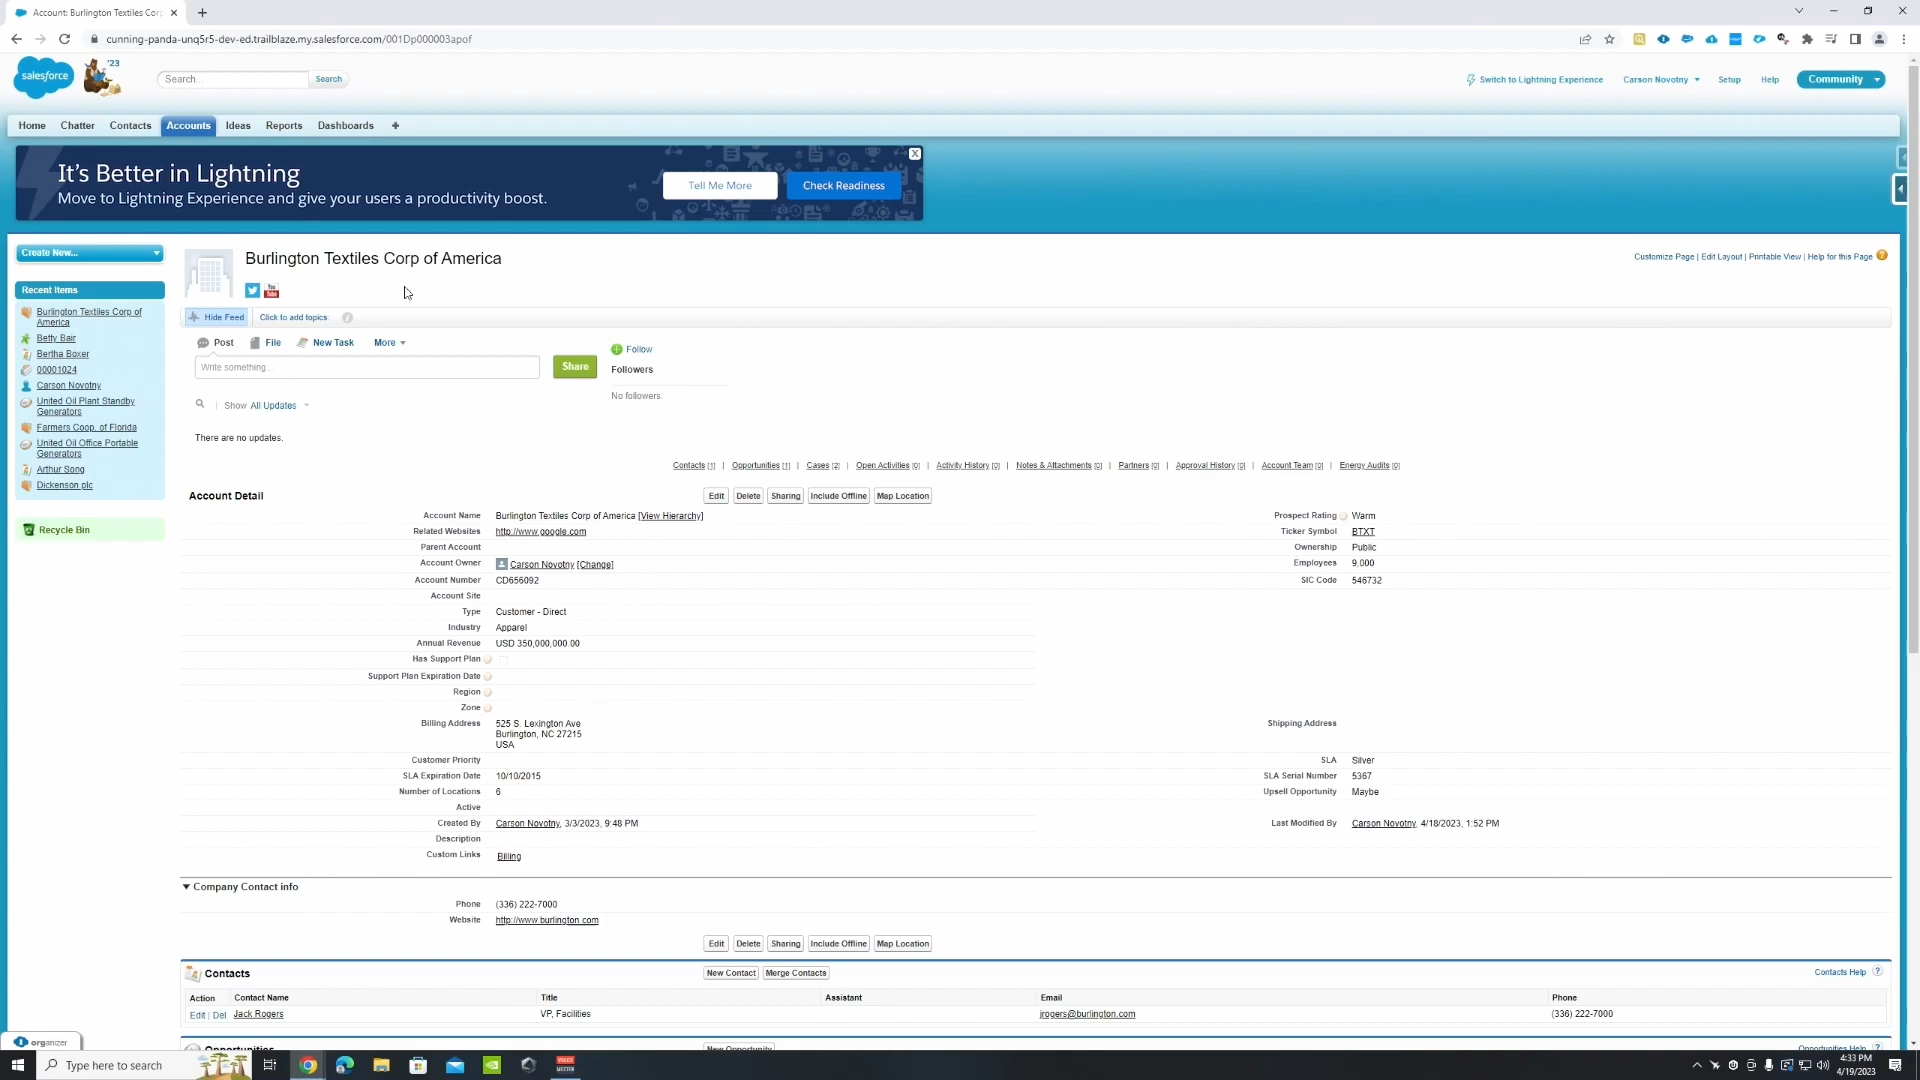 Account: Burlington Textiles Corp
cunning-panda-unq5r5-dev-ed.trailblaze.my.salesforce.com/001Dp000003apof
salesforce
'23
Search...
Search
Switch to Lightning Experience
Carson Novotny
Setup
Help
Community
Home Chatter Contacts Accounts Ideas Reports Dashboards +
It's Better in Lightning
Move to Lightning Experience and give your users a productivity boost.
Tell Me More
Check Readiness
X
Create New...
Recent Items
Burlington Textiles Corp of
America
Betty Bair
Bertha Boxer
00001024
Carson Novotny
United Oil Plant Standby
Generators
Farmers Coop. of Florida
United Oil Office Portable
Generators
Arthur Song
Dickenson plc
Recycle Bin
Burlington Textiles Corp of America
You
Tube
Customize Page | Edit Layout | Printable View | Help for this Page
Hide Feed
Click to add topics:
Post File New Task More
Write something...
Share
Follow
Followers
No followers.
Show All Updates
There are no updates.
Contacts [1] | Opportunities [1] | Cases [2] | Open Activities [0] | Activity History [0] | Notes & Attachments [0] | Partners [0] | Approval History [0] | Account Team [0] | Energy Audits [0]
Account Detail
Edit Delete Sharing Include Offline Map Location
Account Name Burlington Textiles Corp of America [View Hierarchy]
Prospect Rating Warm
Related Websites http://www.google.com
Ticker Symbol BTXT
Parent Account
Ownership Public
Account Owner Carson Novotny [Change]
Employees 9,000
Account Number CD656092
SIC Code 546732
Account Site
Type Customer - Direct
Industry Apparel
Annual Revenue USD 350,000,000.00
Has Support Plan
Support Plan Expiration Date
Region
Zone
Billing Address 525 S. Lexington Ave
Burlington, NC 27215
USA
Shipping Address
Customer Priority
SLA Silver
SLA Expiration Date 10/10/2015
SLA Serial Number 5367
Number of Locations 6
Upsell Opportunity Maybe
Active
Created By Carson Novotny, 3/3/2023, 9:48 PM
Last Modified By Carson Novotny, 4/18/2023, 1:52 PM
Description
Custom Links Billing
Company Contact info
Phone (336) 222-7000
Website http://www.burlington.com
Edit Delete Sharing Include Offline Map Location
Contacts
New Contact Merge Contacts
Contacts Help ?
Action Contact Name Title Assistant Email Phone
Edit | Del Jack Rogers VP, Facilities jrogers@burlington.com (336) 222-7000
Opportunities
New Opportunity
Opportunities Help ?
organizer
Type here to search
4:33 PM
4/19/2023